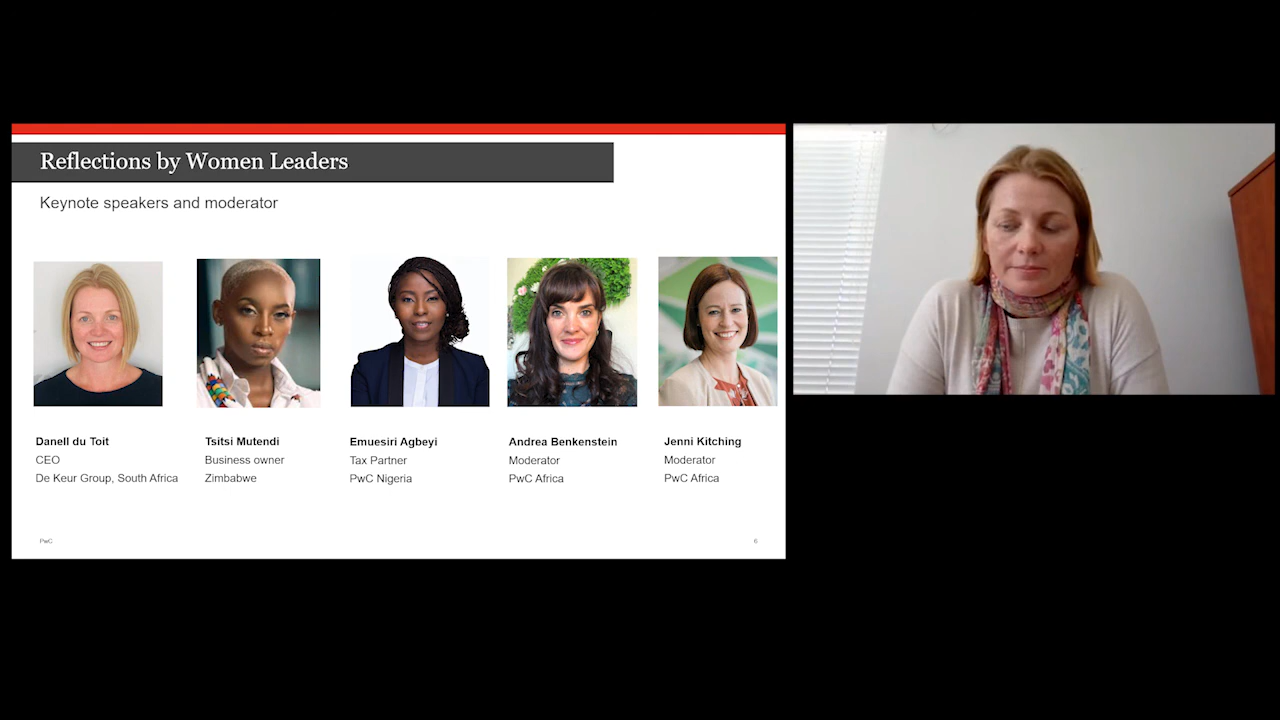 Reflections by Women Leaders
Keynote speakers and moderator
Danell du Toit
CEO
De Keur Group, South Africa
Tsitsi Mutendi
Business owner
Zimbabwe
Emuesiri Agbeyi
Tax Partner
PwC Nigeria
Andrea Benkenstein
Moderator
PwC Africa
Jenni Kitching
Moderator
PwC Africa
PwC
6